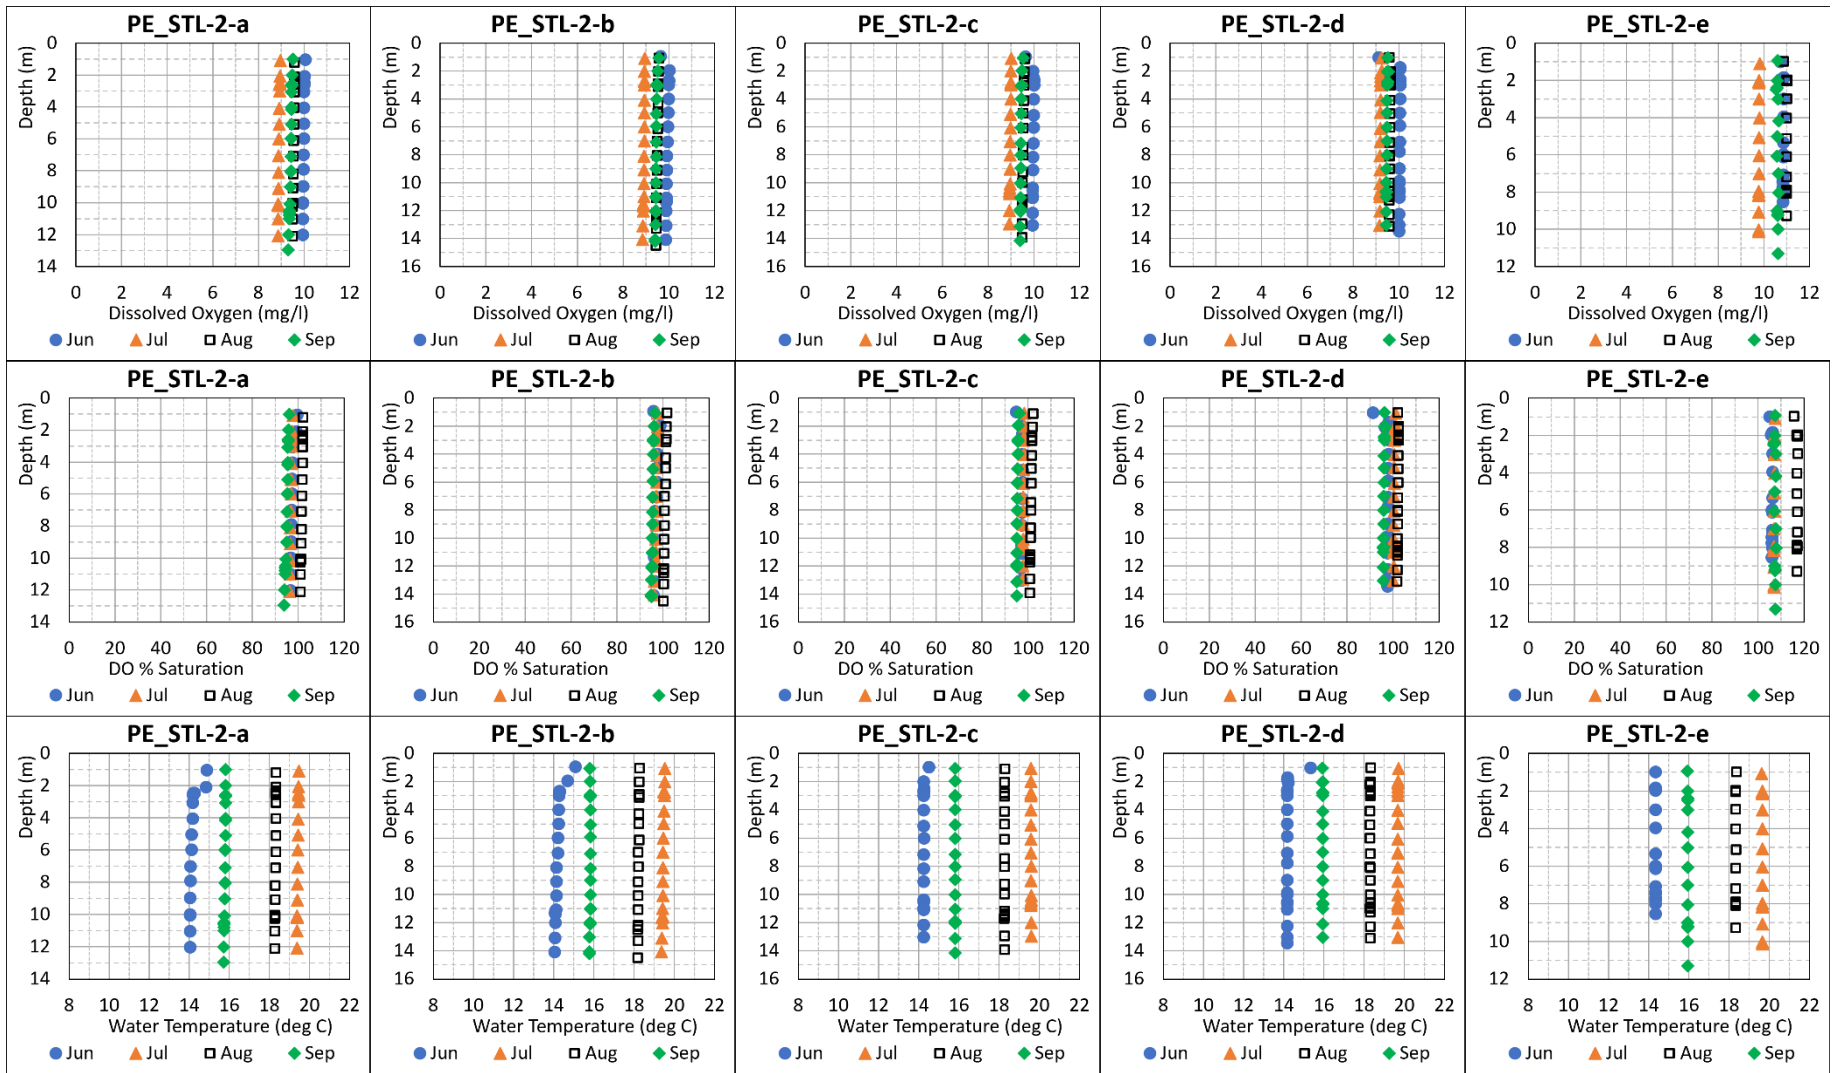 PE_STL-2-a
Depth (m)
0
2
4
6
8
10
12
14
0 2 4 6 8 10 12
Dissolved Oxygen (mg/l)
Jun Jul Aug Sep
PE_STL-2-b
Depth (m)
0
2
4
6
8
10
12
14
16
0 2 4 6 8 10 12
Dissolved Oxygen (mg/l)
Jun Jul Aug Sep
PE_STL-2-c
Depth (m)
0
2
4
6
8
10
12
14
16
0 2 4 6 8 10 12
Dissolved Oxygen (mg/l)
Jun Jul Aug Sep
PE_STL-2-d
Depth (m)
0
2
4
6
8
10
12
14
16
0 2 4 6 8 10 12
Dissolved Oxygen (mg/l)
Jun Jul Aug Sep
PE_STL-2-e
Depth (m)
0
2
4
6
8
10
12
0 2 4 6 8 10 12
Dissolved Oxygen (mg/l)
Jun Jul Aug Sep
PE_STL-2-a
Depth (m)
0
2
4
6
8
10
12
14
0 20 40 60 80 100 120
DO % Saturation
Jun Jul Aug Sep
PE_STL-2-b
Depth (m)
0
2
4
6
8
10
12
14
16
0 20 40 60 80 100 120
DO % Saturation
Jun Jul Aug Sep
PE_STL-2-c
Depth (m)
0
2
4
6
8
10
12
14
16
0 20 40 60 80 100 120
DO % Saturation
Jun Jul Aug Sep
PE_STL-2-d
Depth (m)
0
2
4
6
8
10
12
14
16
0 20 40 60 80 100 120
DO % Saturation
Jun Jul Aug Sep
PE_STL-2-e
Depth (m)
0
2
4
6
8
10
12
0 20 40 60 80 100 120
DO % Saturation
Jun Jul Aug Sep
PE_STL-2-a
Depth (m)
0
2
4
6
8
10
12
14
8 10 12 14 16 18 20 22
Water Temperature (deg C)
Jun Jul Aug Sep
PE_STL-2-b
Depth (m)
0
2
4
6
8
10
12
14
16
8 10 12 14 16 18 20 22
Water Temperature (deg C)
Jun Jul Aug Sep
PE_STL-2-c
Depth (m)
0
2
4
6
8
10
12
14
16
8 10 12 14 16 18 20 22
Water Temperature (deg C)
Jun Jul Aug Sep
PE_STL-2-d
Depth (m)
0
2
4
6
8
10
12
14
16
8 10 12 14 16 18 20 22
Water Temperature (deg C)
Jun Jul Aug Sep
PE_STL-2-e
Depth (m)
0
2
4
6
8
10
12
8 10 12 14 16 18 20 22
Water Temperature (deg C)
Jun Jul Aug Sep